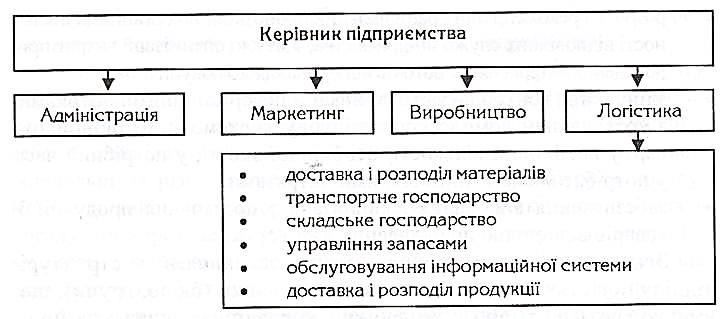 Керівник підприємства
Адміністрація
Маркетинг
Виробництво
Логістика
• доставка і розподіл матеріалів
• транспортне господарство
• складське господарство
• управління запасами
• обслуговування інформаційної системи
• доставка і розподіл продукції